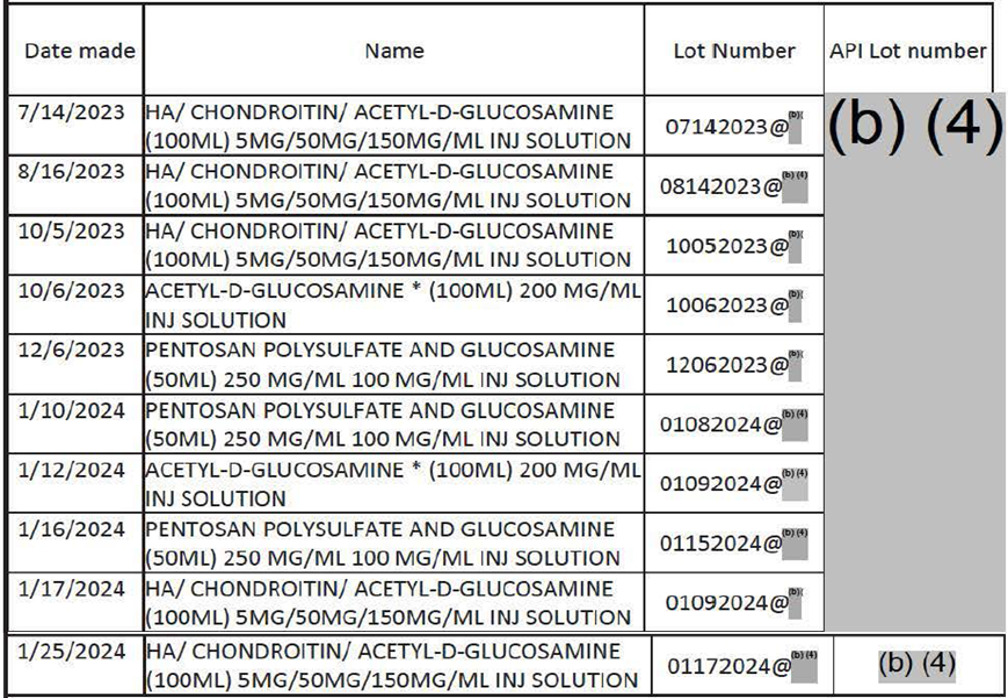 Date made Name Lot Number API Lot number
7/14/2023 HA/ CHONDROITIN/ ACETYL-D-GLUCOSAMINE
(100ML) 5MG/50MG/150MG/ML INJ SOLUTION 07142023@(b)( (b) (4)
8/16/2023 HA/ CHONDROITIN/ ACETYL-D-GLUCOSAMINE
(100ML) 5MG/50MG/150MG/ML INJ SOLUTION 08142023@(b) (4)
10/5/2023 HA/ CHONDROITIN/ ACETYL-D-GLUCOSAMINE
(100ML) 5MG/50MG/150MG/ML INJ SOLUTION 10052023@(b)(
10/6/2023 ACETYL-D-GLUCOSAMINE * (100ML) 200 MG/ML
INJ SOLUTION 10062023@(b)(
12/6/2023 PENTOSAN POLYSULFATE AND GLUCOSAMINE
(50ML) 250 MG/ML 100 MG/ML INJ SOLUTION 12062023@(b)(
1/10/2024 PENTOSAN POLYSULFATE AND GLUCOSAMINE
(50ML) 250 MG/ML 100 MG/ML INJ SOLUTION 01082024@(b) (4)
1/12/2024 ACETYL-D-GLUCOSAMINE * (100ML) 200 MG/ML
INJ SOLUTION 01092024@(b) (4)
1/16/2024 PENTOSAN POLYSULFATE AND GLUCOSAMINE
(50ML) 250 MG/ML 100 MG/ML INJ SOLUTION 01152024@(b) (4)
1/17/2024 HA/ CHONDROITIN/ ACETYL-D-GLUCOSAMINE
(100ML) 5MG/50MG/150MG/ML INJ SOLUTION 01092024@(b)(
1/25/2024 HA/ CHONDROITIN/ ACETYL-D-GLUCOSAMINE
(100ML) 5MG/50MG/150MG/ML INJ SOLUTION 01172024@(b) (4) (b) (4)